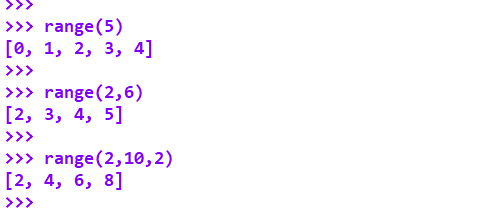 >>>
>>> range(5)
[0, 1, 2, 3, 4]
>>>
>>> range(2,6)
[2, 3, 4, 5]
>>>
>>> range(2,10,2)
[2, 4, 6, 8]
>>>